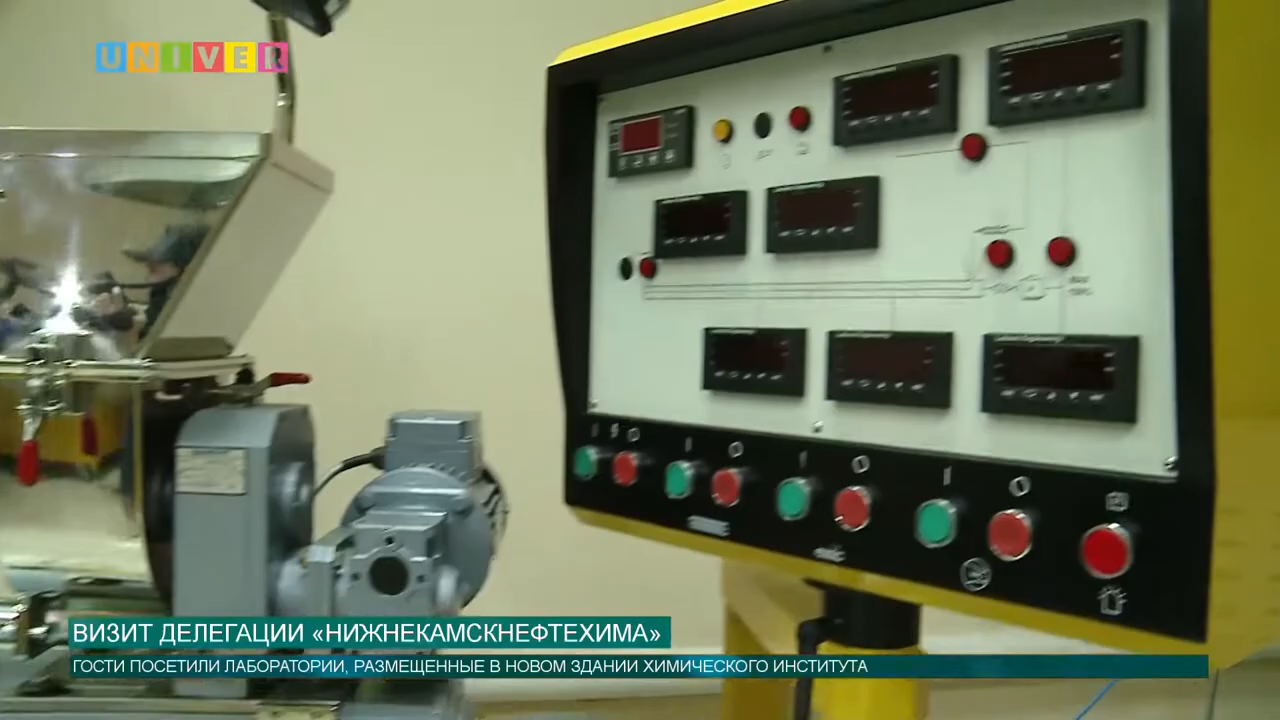 UNIVER
ВИЗИТ ДЕЛЕГАЦИИ «НИЖНЕКАМСКНЕФТЕХИМА»
ГОСТИ ПОСЕТИЛИ ЛАБОРАТОРИИ, РАЗМЕЩЕННЫЕ В НОВОМ ЗДАНИИ ХИМИЧЕСКОГО ИНСТИТУТА